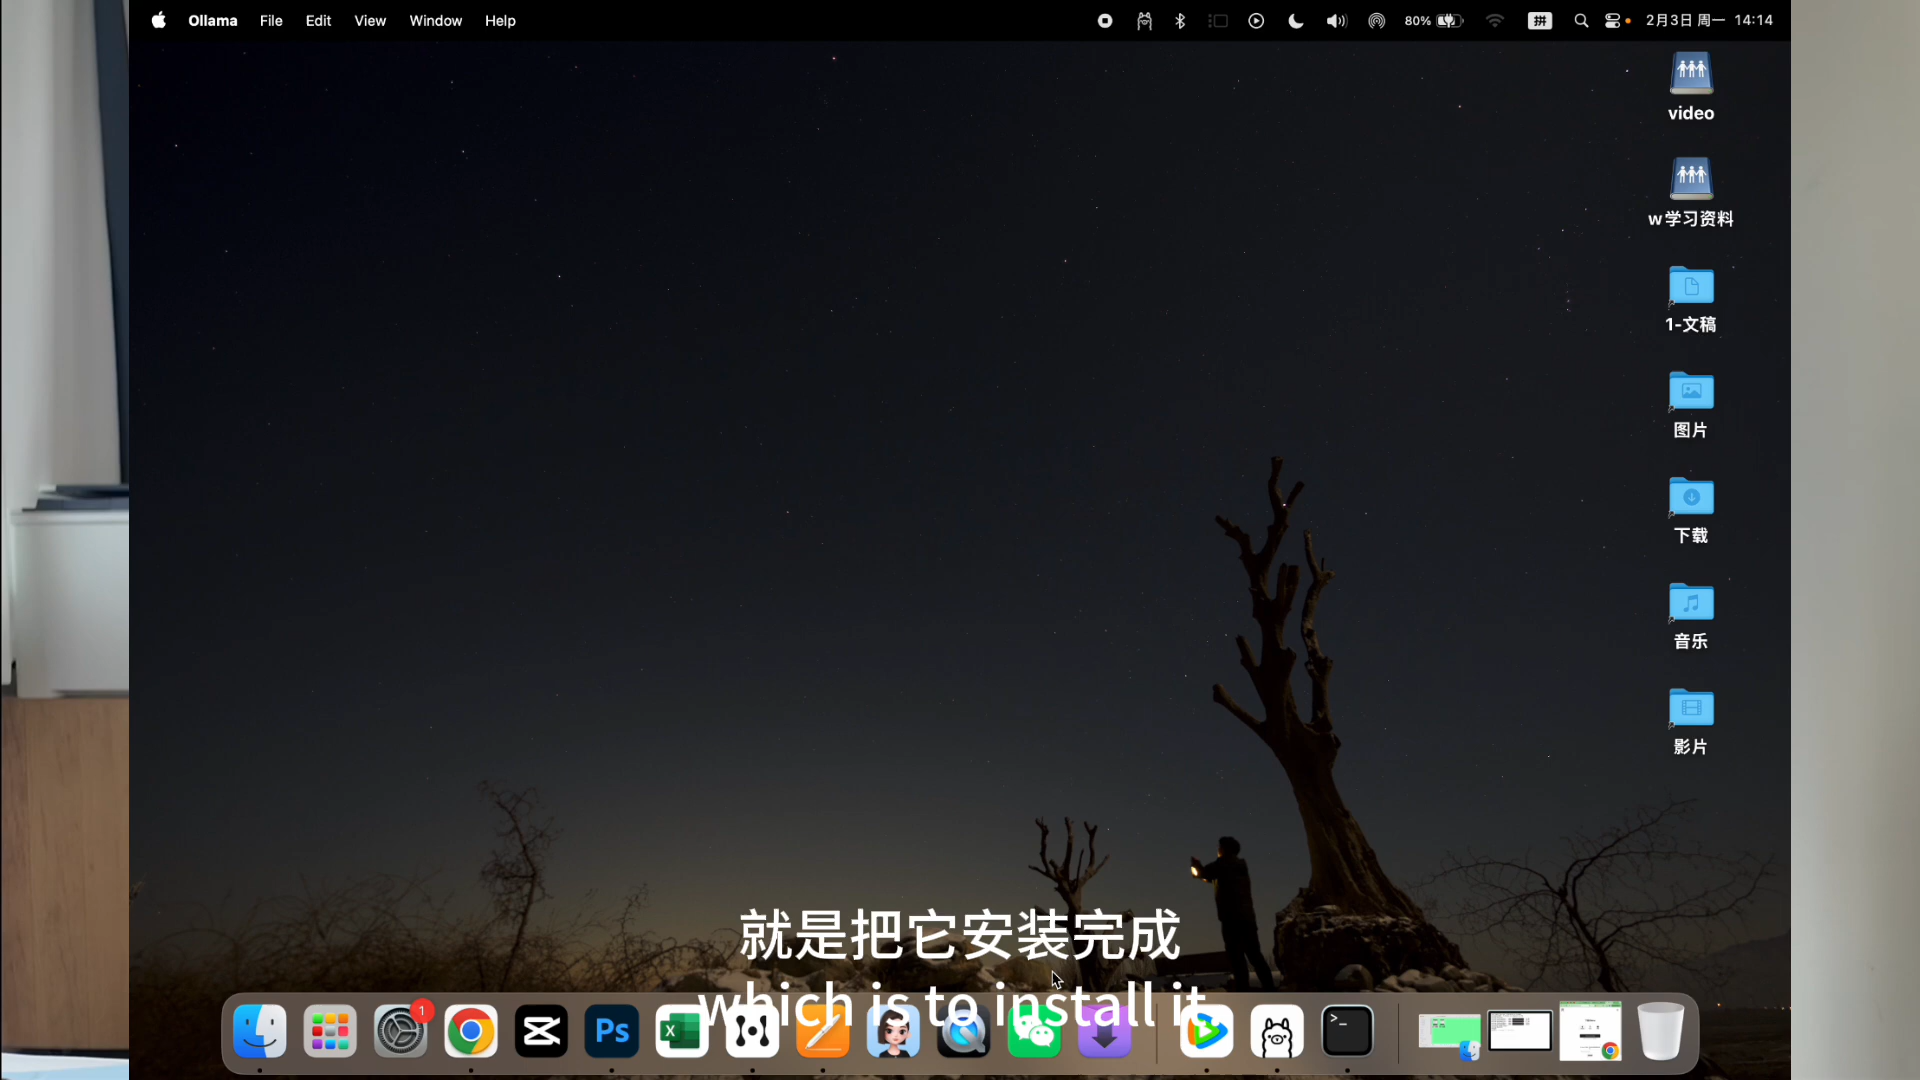 Ollama File Edit View Window Help 80% 拼 2月3日 周一 14:14
video
w学习资料
1-文稿
图片
下载
音乐
影片
就是把它安装完成
which is to install it
1
Ps
X
>_